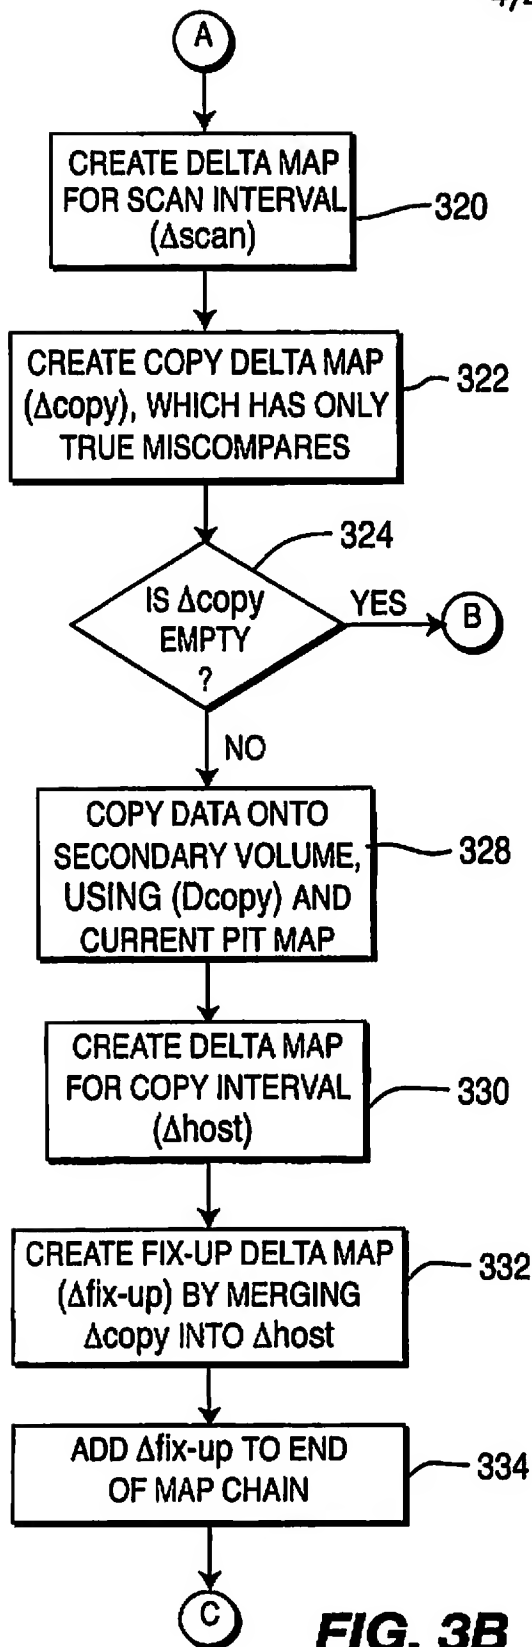 A
CREATE DELTA MAP
FOR SCAN INTERVAL
(Δscan)
320
CREATE COPY DELTA MAP
(Δcopy), WHICH HAS ONLY
TRUE MISCOMPARES
322
324
IS Δcopy
EMPTY
?
YES
B
NO
COPY DATA ONTO
SECONDARY VOLUME,
USING (Dcopy) AND
CURRENT PIT MAP
328
CREATE DELTA MAP
FOR COPY INTERVAL
(Δhost)
330
CREATE FIX-UP DELTA MAP
(Δfix-up) BY MERGING
Δcopy INTO Δhost
332
ADD Δfix-up TO END
OF MAP CHAIN
334
C
FIG. 3B